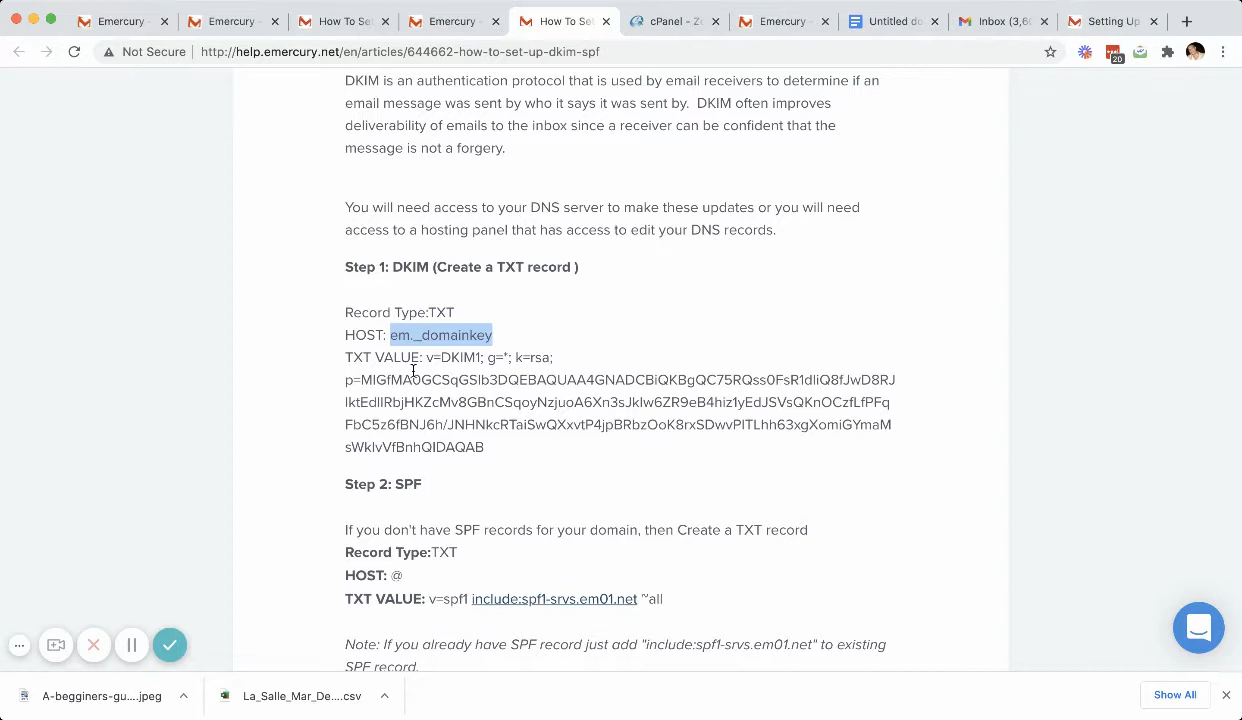 Emercury
Emercury
How To Set
Emercury
How To Set
cPanel - Zo
Emercury
Untitled do
Inbox (3,6
Setting Up
Not Secure
http://help.emercury.net/en/articles/644662-how-to-set-up-dkim-spf
20
DKIM is an authentication protocol that is used by email receivers to determine if an
email message was sent by who it says it was sent by. DKIM often improves
deliverability of emails to the inbox since a receiver can be confident that the
message is not a forgery.
You will need access to your DNS server to make these updates or you will need
access to a hosting panel that has access to edit your DNS records.
Step 1: DKIM (Create a TXT record )
Record Type:TXT
HOST: em._domainkey
TXT VALUE: v=DKIM1; g=*; k=rsa;
p=MIGfMA0GCSqGSIb3DQEBAQUAA4GNADCBiQKBgQC75RQss0FsR1dIiQ8fJwD8RJ
IktEdlIRbjHKZcMv8GBnCSqoyNzjuoA6Xn3sJkIw6ZR9eB4hiz1yEdJSVsQKnOCzfLfPFq
FbC5z6fBNJ6h/JNHNkcRTaiSwQXxvtP4jpBRbzOoK8rxSDwvPlTLhh63xgXomiGYmaM
sWkIvVfBnhQIDAQAB
Step 2: SPF
If you don't have SPF records for your domain, then Create a TXT record
Record Type:TXT
HOST: @
TXT VALUE: v=spf1 include:spf1-srvs.em01.net ~all
Note: If you already have SPF record just add "include:spf1-srvs.em01.net" to existing
SPF record.
A-begginers-gu....jpeg
La_Salle_Mar_De....csv
Show All